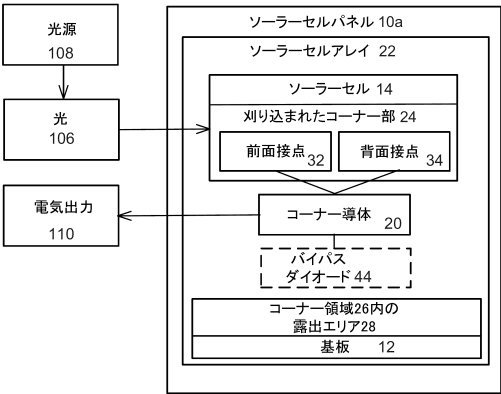 光源
108
光
106
電気出力
110
ソーラーセルパネル 10a
ソーラーセルアレイ 22
ソーラーセル 14
刈り込まれたコーナー部 24
前面接点
32
背面接点
34
コーナー導体
20
バイパス
ダイオード 44
コーナー領域26内の
露出エリア28
基板 12